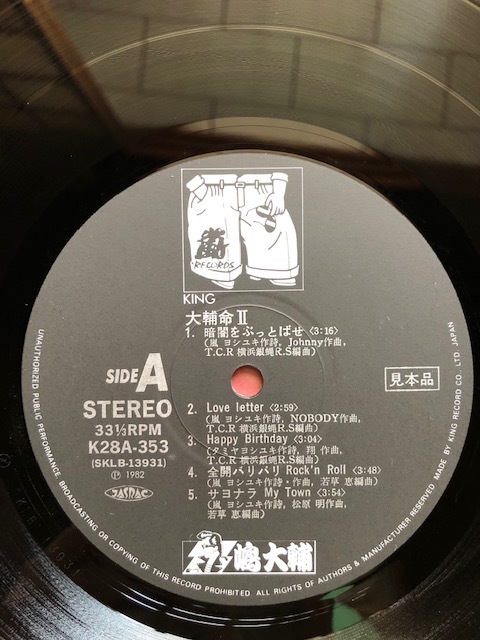 嵐
RECORDS
KING
大輔命Ⅱ
1. 暗闇をぶっとばせ〈3:16〉
(嵐 ヨシユキ作詩, Johnny作曲,
T.C.R 横浜銀蝿R.S編曲)
SIDE A
STEREO
33⅓RPM
K28A-353
(SKLB-13931)
Ⓟ 1982
JASRAC
見本品
2. Love letter〈2:59〉
(嵐 ヨシユキ作詩, NOBODY作曲,
T.C.R 横浜銀蝿R.S編曲)
3. Happy Birthday〈3:04〉
(タミヤヨシユキ作詩, 翔 作曲,
T.C.R 横浜銀蝿R.S編曲)
4. 全開バリバリ Rock'n Roll〈3:48〉
(嵐 ヨシユキ作詩・作曲, 若草 恵編曲)
5. サヨナラ My Town〈3:54〉
(嵐 ヨシユキ作詩, 松原 明作曲,
若草 恵編曲)
嶋大輔
UNAUTHORIZED PUBLIC PERFORMANCE BROADCASTING OR COPYING OF THIS RECORD PROHIBITED ALL RIGHTS OF AUTHORS & MANUFACTURER RESERVED MADE BY KING RECORD CO., LTD. JAPAN